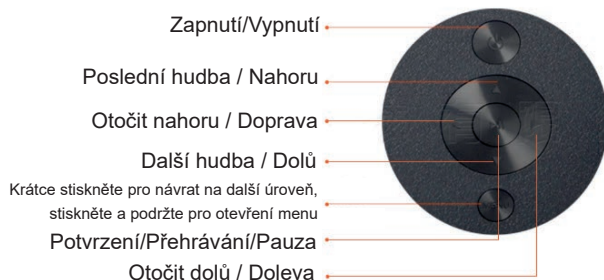 Zapnutí/Vypnutí
Poslední hudba / Nahoru
Otočit nahoru / Doprava
Další hudba / Dolů
Krátce stiskněte pro návrat na další úroveň,
stiskněte a podržte pro otevření menu
Potvrzení/Přehrávání/Pauza
Otočit dolů / Doleva